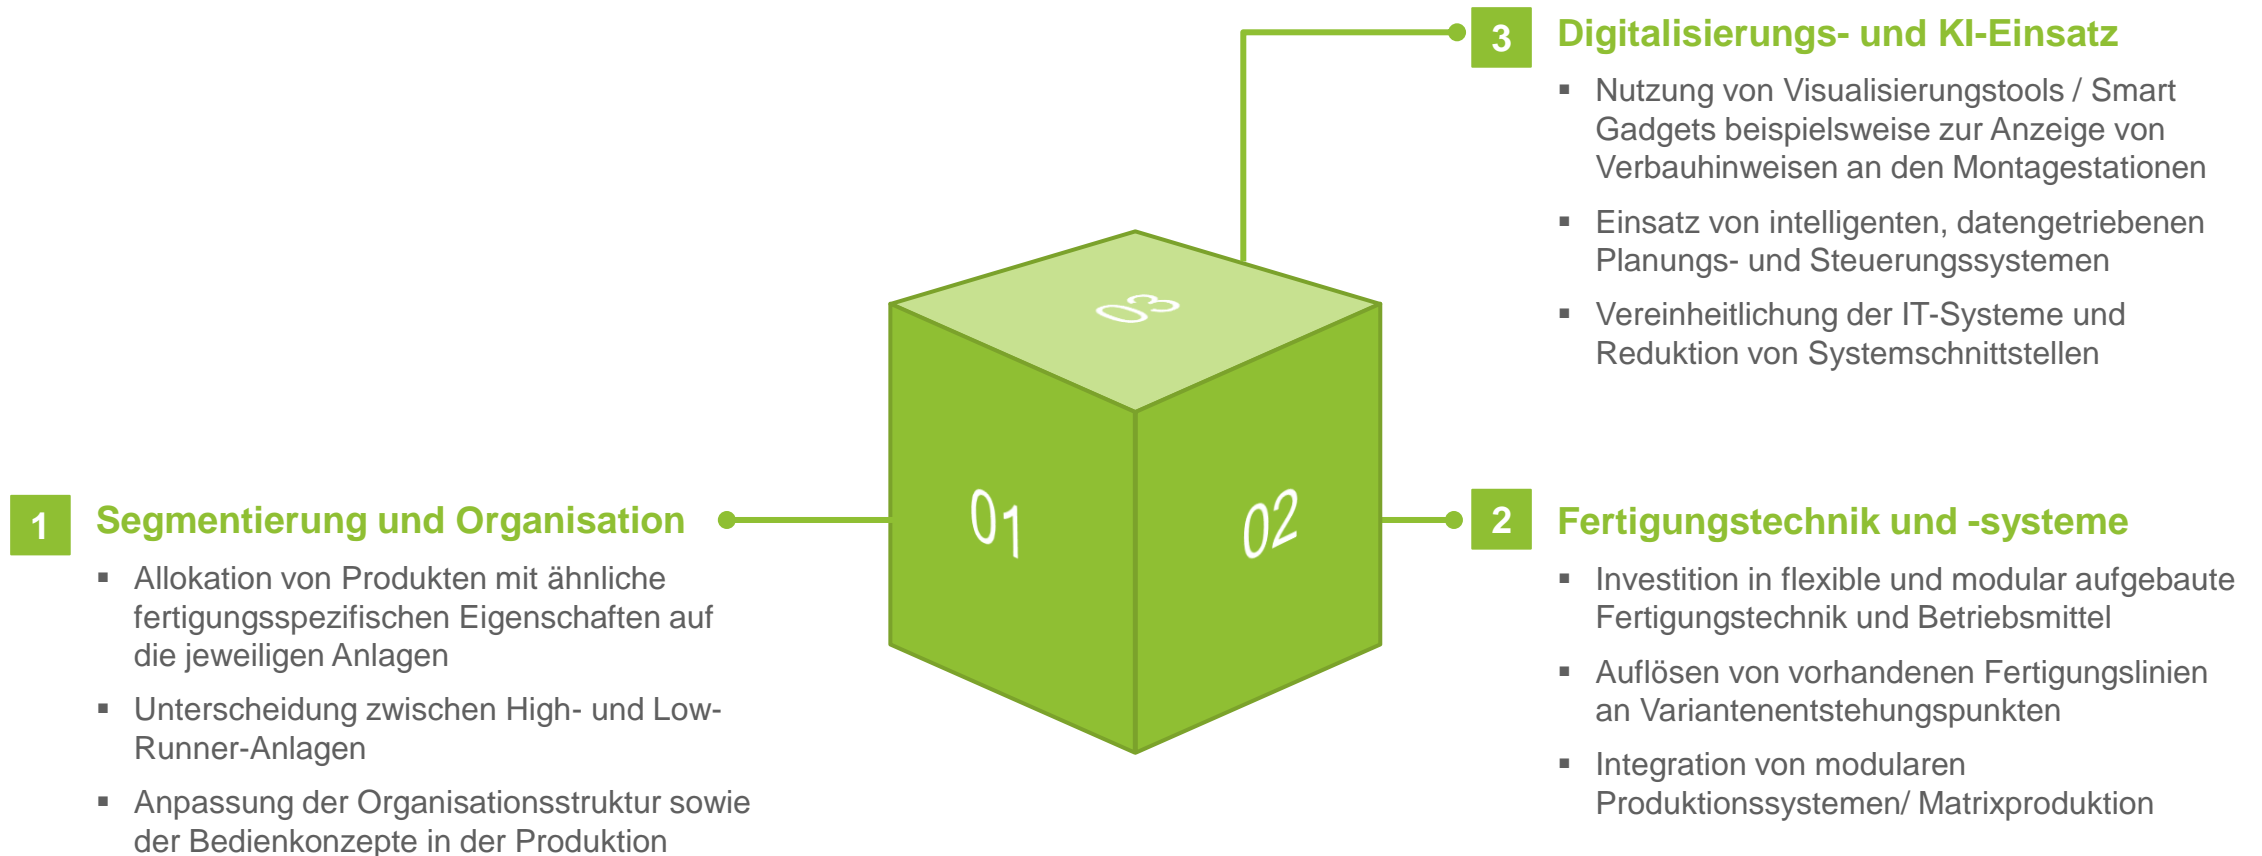 3 Digitalisierungs- und KI-Einsatz
▪ Nutzung von Visualisierungstools / Smart
Gadgets beispielsweise zur Anzeige von
Verbauhinweisen an den Montagestationen
▪ Einsatz von intelligenten, datengetriebenen
Planungs- und Steuerungssystemen
▪ Vereinheitlichung der IT-Systeme und
Reduktion von Systemschnittstellen
03
01
02
1 Segmentierung und Organisation
▪ Allokation von Produkten mit ähnliche
fertigungsspezifischen Eigenschaften auf
die jeweiligen Anlagen
▪ Unterscheidung zwischen High- und Low-
Runner-Anlagen
▪ Anpassung der Organisationsstruktur sowie
der Bedienkonzepte in der Produktion
2 Fertigungstechnik und -systeme
▪ Investition in flexible und modular aufgebaute
Fertigungstechnik und Betriebsmittel
▪ Auflösen von vorhandenen Fertigungslinien
an Variantenentstehungspunkten
▪ Integration von modularen
Produktionssystemen/ Matrixproduktion